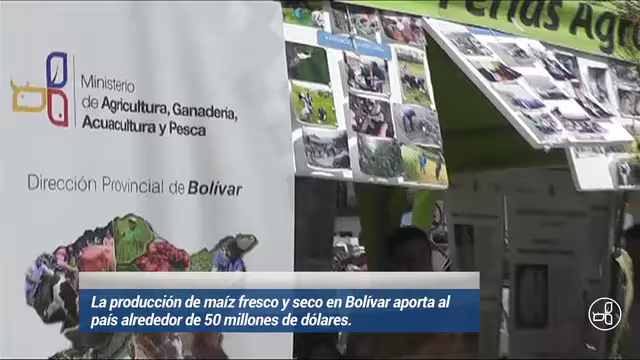 Ferias Agro
Ministerio
de Agricultura, Ganadería,
Acuacultura y Pesca
Dirección Provincial de Bolívar
La producción de maíz fresco y seco en Bolívar aporta al
país alrededor de 50 millones de dólares.